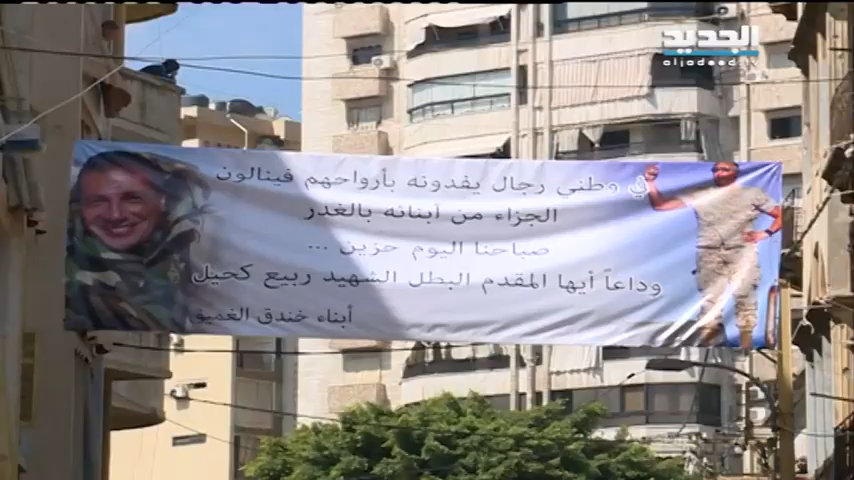 الجديد
aljadeed.tv
في وطني رجال يفدونه بأرواحهم فينالون
الجزاء من أبنائه بالغدر
صباحنا اليوم حزين ...
وداعاً أيها المقدم البطل الشهيد ربيع كحيل
أبناء خندق الغميق